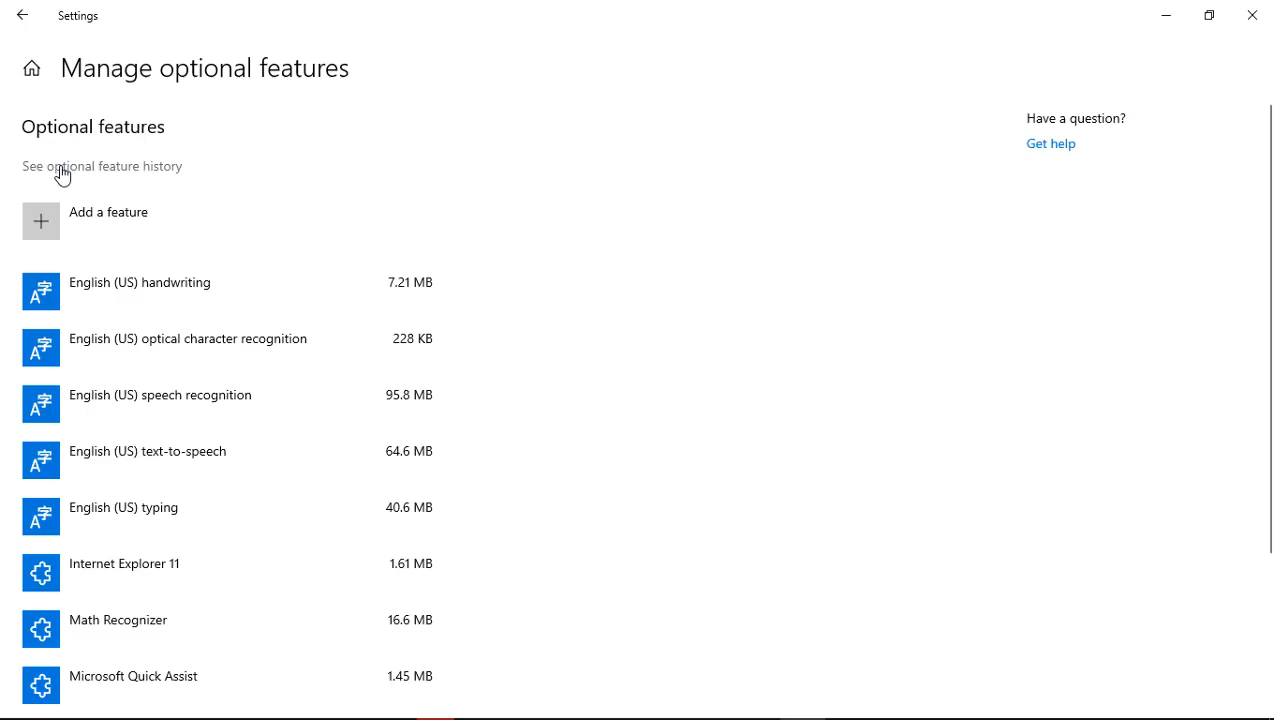 Settings
Manage optional features
Optional features
See optional feature history
Add a feature
English (US) handwriting 7.21 MB
English (US) optical character recognition 228 KB
English (US) speech recognition 95.8 MB
English (US) text-to-speech 64.6 MB
English (US) typing 40.6 MB
Internet Explorer 11 1.61 MB
Math Recognizer 16.6 MB
Microsoft Quick Assist 1.45 MB
Have a question?
Get help